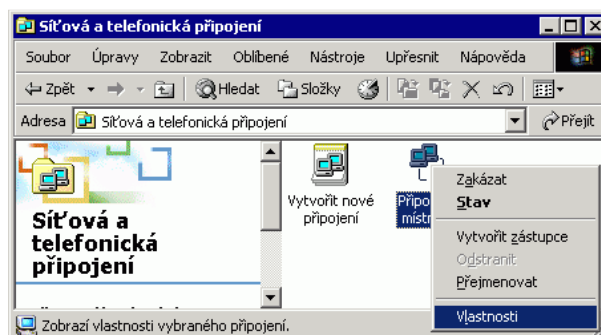 Síťová a telefonická připojení
Soubor Úpravy Zobrazit Oblíbené Nástroje Upřesnit Nápověda
Zpět Hledat Složky
Adresa Síťová a telefonická připojení Přejít
Síťová a
telefonická
připojení
Vytvořit nové
připojení
Zakázat
Stav
Vytvořit zástupce
Odstranit
Přejmenovat
Vlastnosti
Zobrazí vlastnosti vybraného připojení.